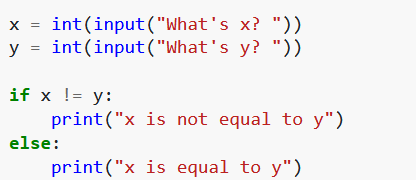 x = int(input("What's x? "))
y = int(input("What's y? "))

if x != y:
    print("x is not equal to y")
else:
    print("x is equal to y")